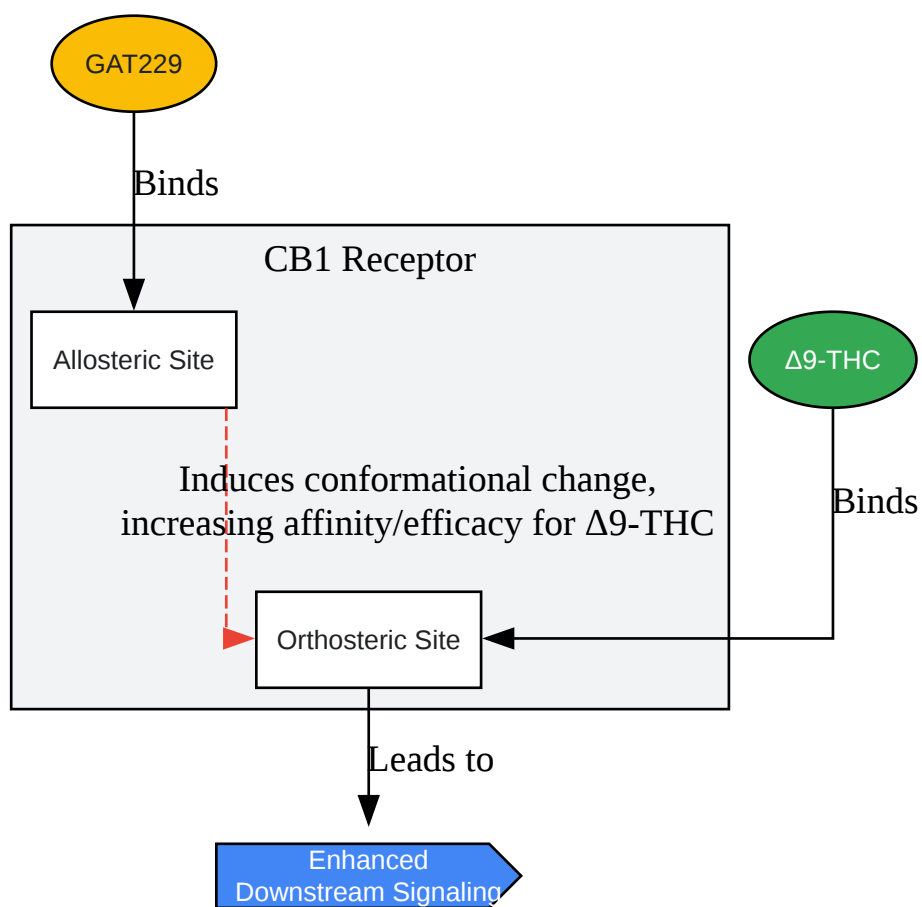 GAT229
Binds
CB1 Receptor
Allosteric Site
Δ9-THC
Induces conformational change,
increasing affinity/efficacy for Δ9-THC
Binds
Orthosteric Site
Leads to
Enhanced
Downstream Signaling